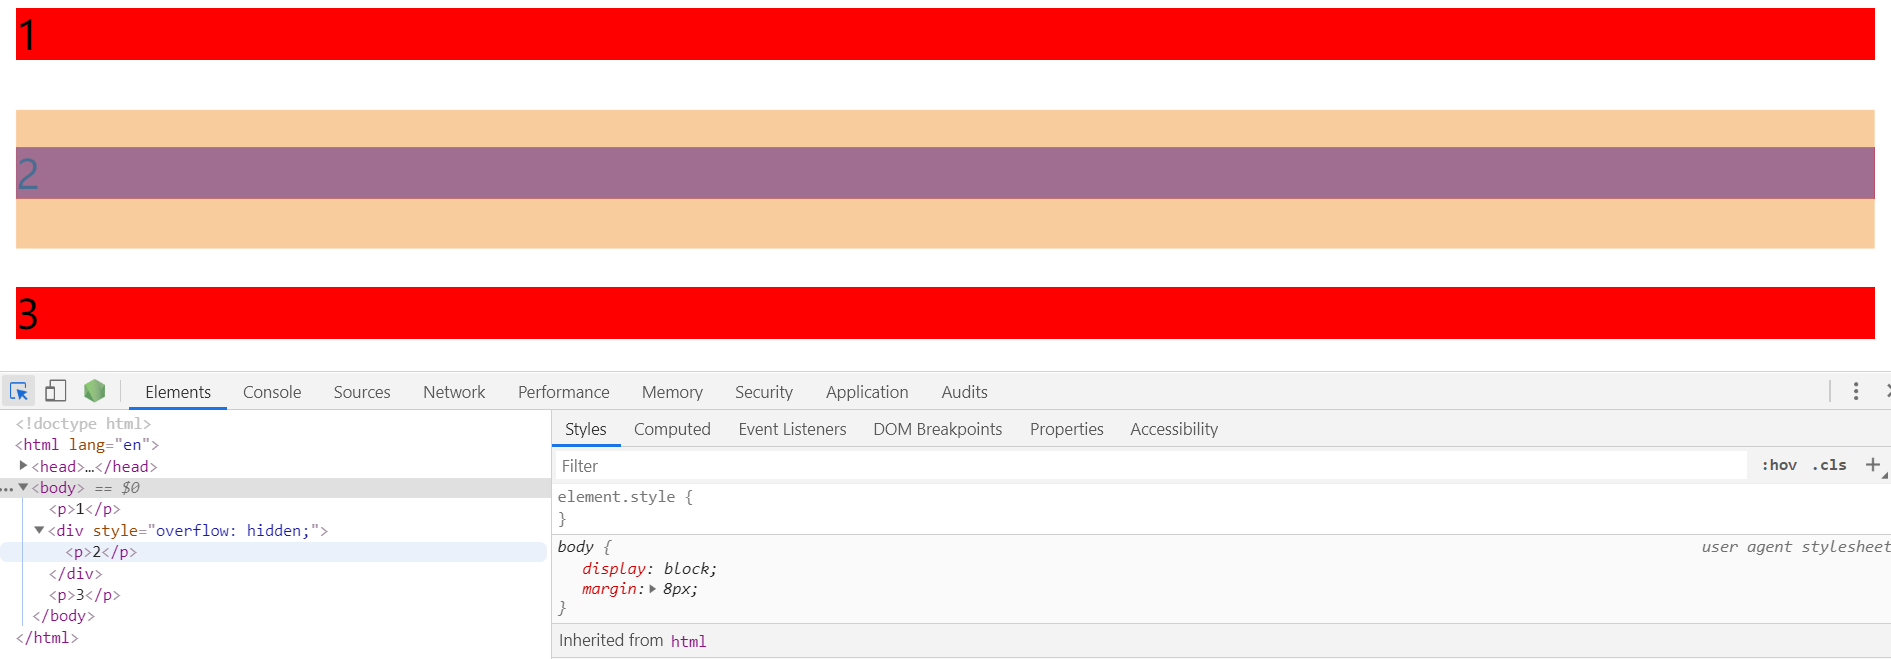 1
2
3
Elements Console Sources Network Performance Memory Security Application Audits
<!doctype html>
<html lang="en">
<head>…</head>
<body> == $0
<p>1</p>
<div style="overflow: hidden;">
<p>2</p>
</div>
<p>3</p>
</body>
</html>
Styles Computed Event Listeners DOM Breakpoints Properties Accessibility
Filter :hov .cls +
element.style {
}
body { user agent stylesheet
display: block;
margin: 8px;
}
Inherited from html